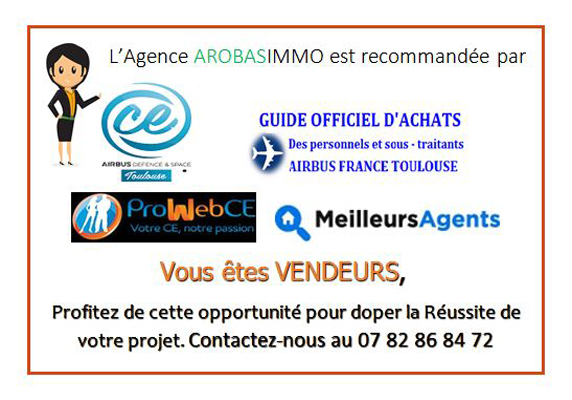 L'Agence AROBASIMMO est recommandée par
ce
AIRBUS DEFENCE & SPACE
Toulouse
GUIDE OFFICIEL D'ACHATS
Des personnels et sous - traitants
AIRBUS FRANCE TOULOUSE
ProWebCE
Votre CE, notre passion
MeilleursAgents
Vous êtes VENDEURS,
Profitez de cette opportunité pour doper la Réussite de
votre projet. Contactez-nous au 07 82 86 84 72